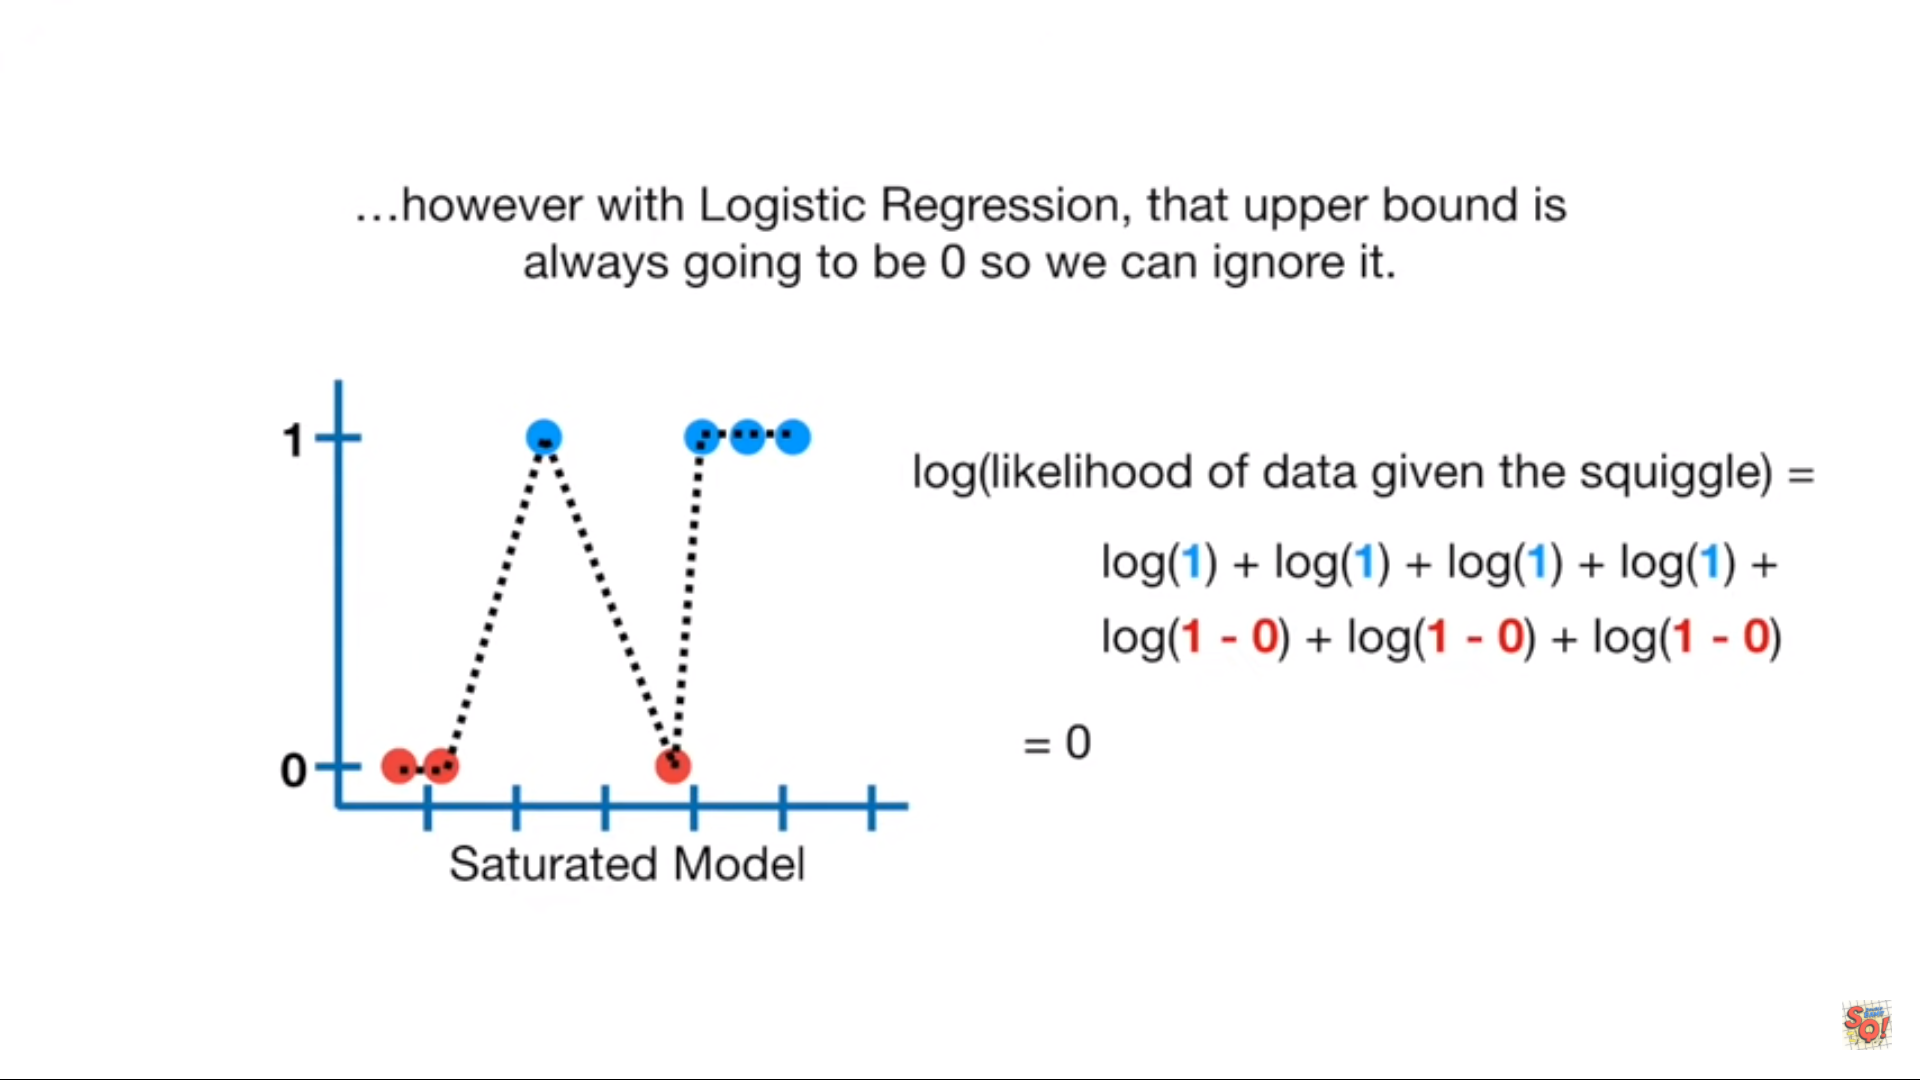 ...however with Logistic Regression, that upper bound is
always going to be 0 so we can ignore it.
1
0
Saturated Model
log(likelihood of data given the squiggle) =
log(1) + log(1) + log(1) + log(1) +
log(1 - 0) + log(1 - 0) + log(1 - 0)
= 0
SQ!